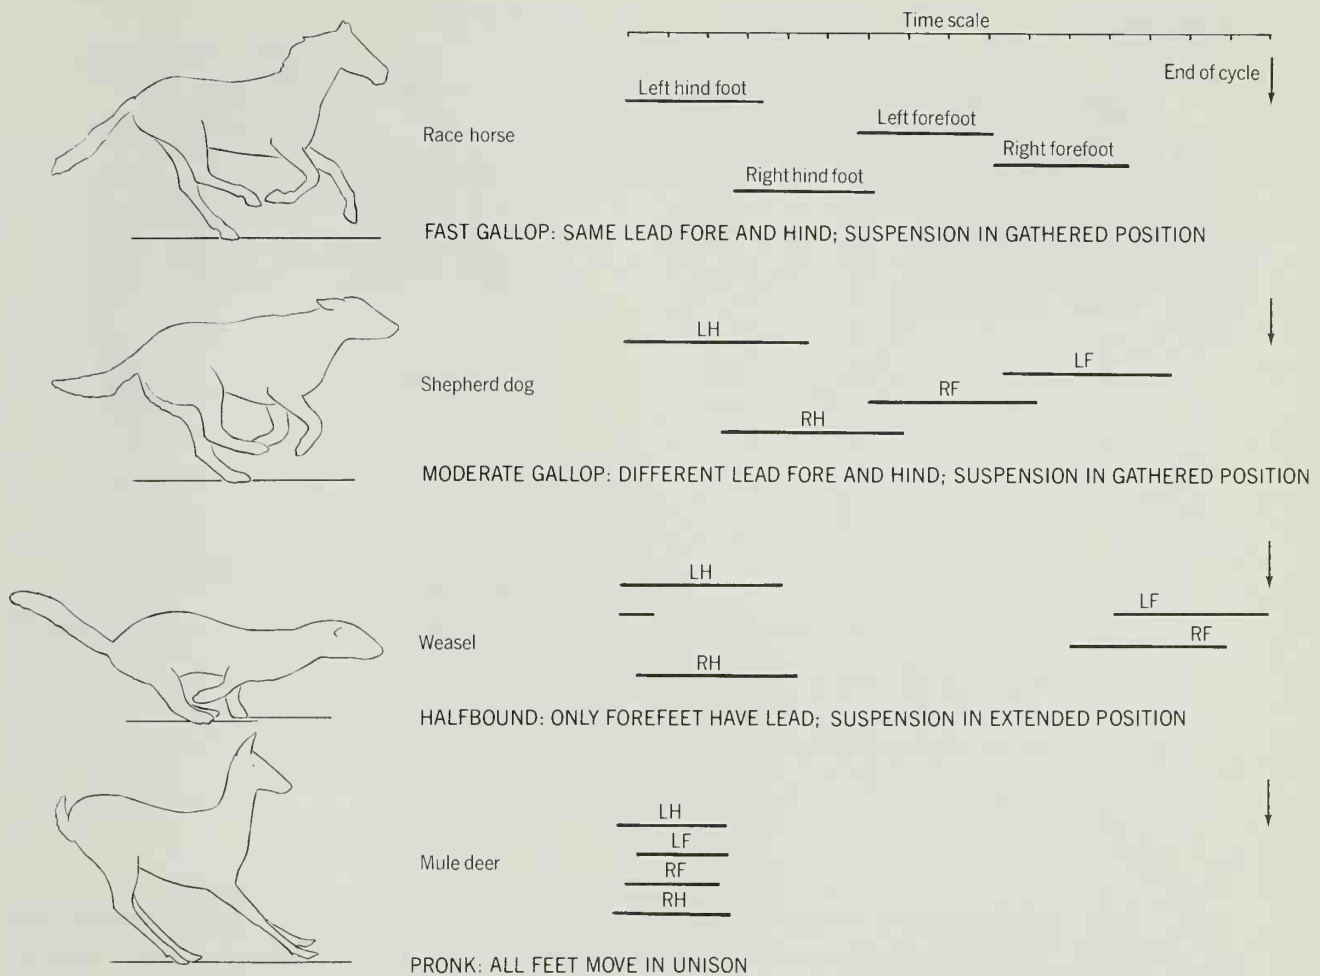 Time scale
End of cycle
Left hind foot
Left forefoot
Race horse
Right forefoot
Right hind foot
FAST GALLOP: SAME LEAD FORE AND HIND; SUSPENSION IN GATHERED POSITION
LH
LF
Shepherd dog
RF
RH
MODERATE GALLOP: DIFFERENT LEAD FORE AND HIND; SUSPENSION IN GATHERED POSITION
LH
LF
Weasel
RF
RH
HALFBOUND: ONLY FOREFEET HAVE LEAD; SUSPENSION IN EXTENDED POSITION
LH
LF
Mule deer
RF
RH
PRONK: ALL FEET MOVE IN UNISON